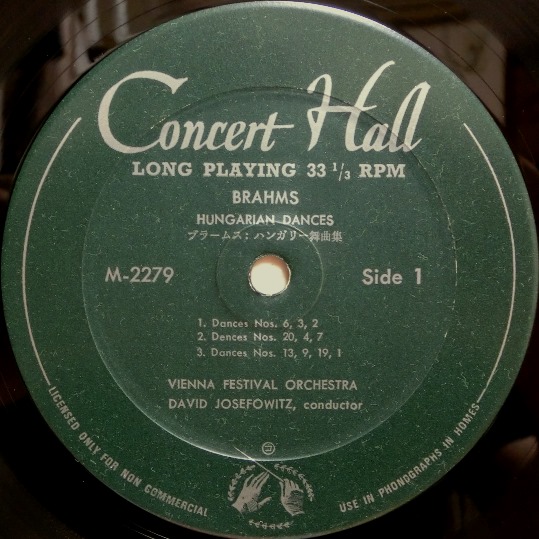 Concert Hall
LONG PLAYING 33 1/3 RPM
BRAHMS
HUNGARIAN DANCES
ブラームス：ハンガリー舞曲集
M-2279
Side 1
1. Dances Nos. 6, 3, 2
2. Dences Nos. 20, 4, 7
3. Dances Nos. 13, 9, 19, 1
VIENNA FESTIVAL ORCHESTRA
DAVID JOSEFOWITZ, conductor
LICENSED ONLY FOR NON COMMERCIAL
USE IN PHONOGRAPHS IN HOMES